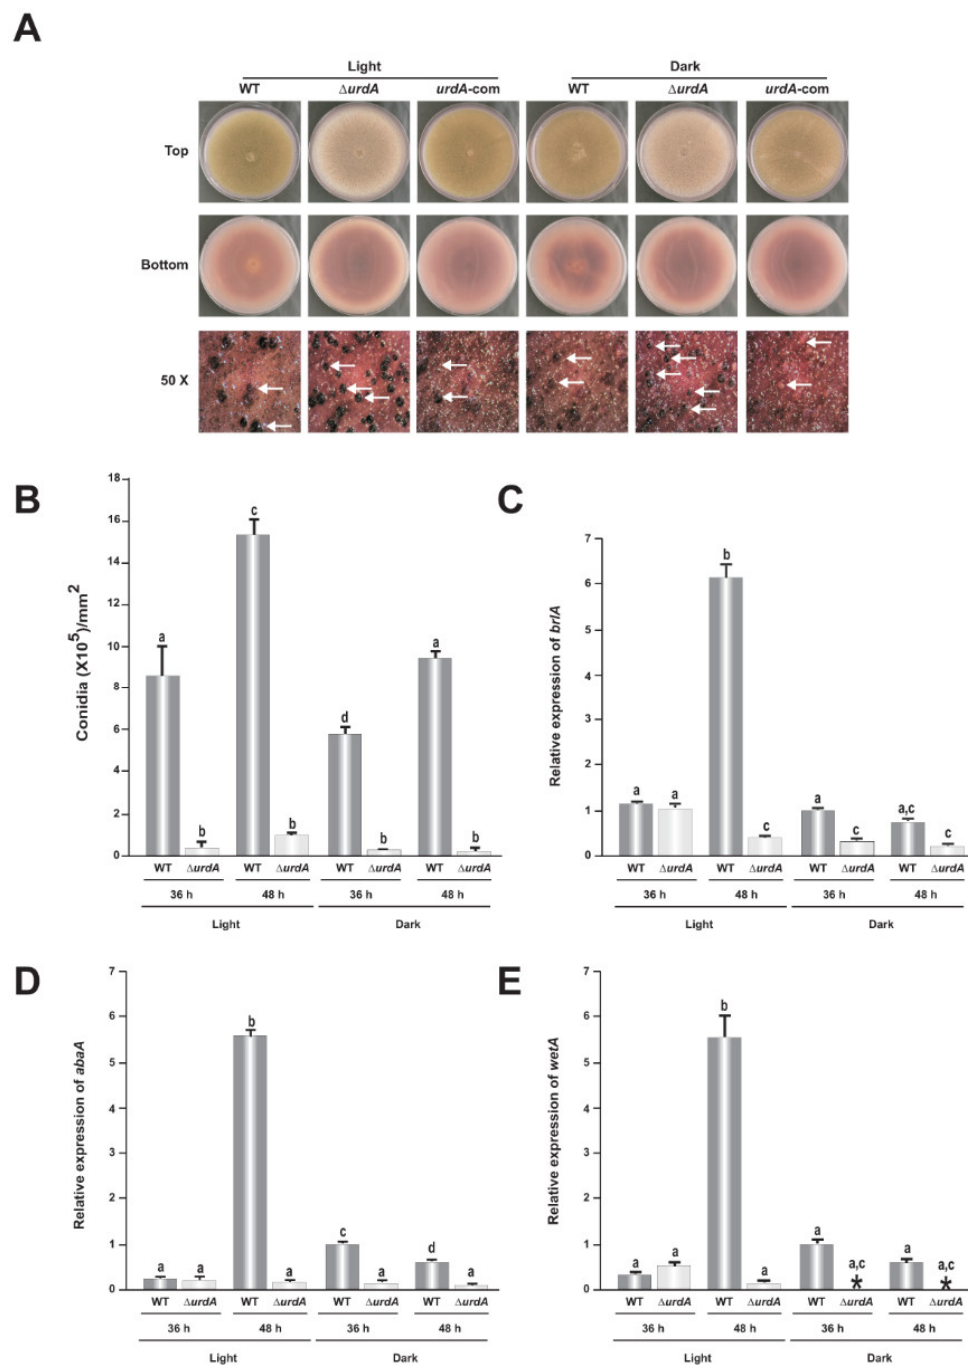 A
Light Dark
WT ΔurdA urdA-com WT ΔurdA urdA-com
Top
Bottom
50 X
B
Conidia (X10⁵)/mm²
18
16
14
12
10
8
6
4
2
0
a b c b d b a b
WT ΔurdA WT ΔurdA WT ΔurdA WT ΔurdA
36 h 48 h 36 h 48 h
Light Dark
C
Relative expression of brlA
7
6
5
4
3
2
1
0
a a b c a c a,c c
WT ΔurdA WT ΔurdA WT ΔurdA WT ΔurdA
36 h 48 h 36 h 48 h
Light Dark
D
Relative expression of abaA
7
6
5
4
3
2
1
0
a a b a c a d a
WT ΔurdA WT ΔurdA WT ΔurdA WT ΔurdA
36 h 48 h 36 h 48 h
Light Dark
E
Relative expression of wetA
7
6
5
4
3
2
1
0
a a b a a a,c a a,c
* *
WT ΔurdA WT ΔurdA WT ΔurdA WT ΔurdA
36 h 48 h 36 h 48 h
Light Dark